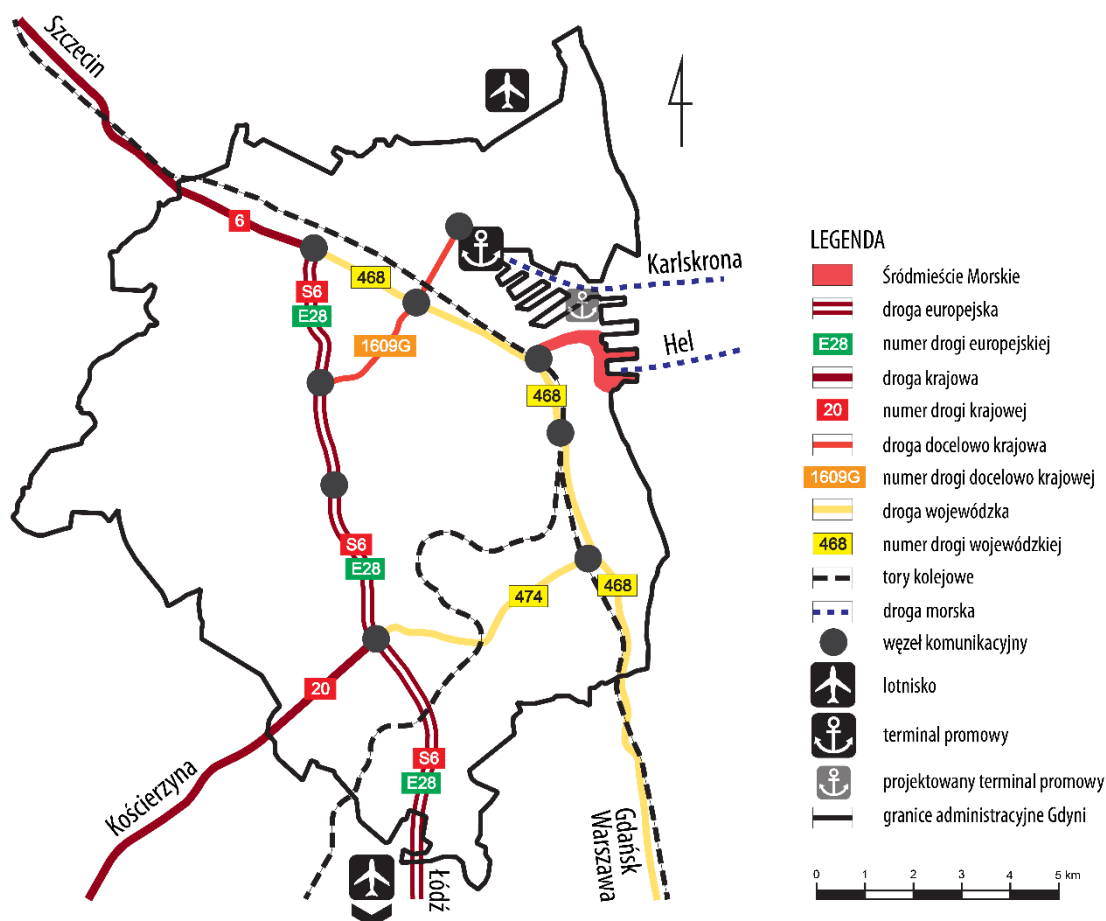 Szczecin
6
468
S6
E28
1609G
Karlskrona
Hel
468
S6
E28
474
468
20
S6
E28
Kościerzyna
Łódź
Gdańsk
Warszawa
LEGENDA
Śródmieście Morskie
droga europejska
E28 numer drogi europejskiej
droga krajowa
20 numer drogi krajowej
droga docelowo krajowa
1609G numer drogi docelowo krajowej
droga wojewódzka
468 numer drogi wojewódzkiej
tory kolejowe
droga morska
węzeł komunikacyjny
lotnisko
terminal promowy
projektowany terminal promowy
granice administracyjne Gdyni
0 1 2 3 4 5 km